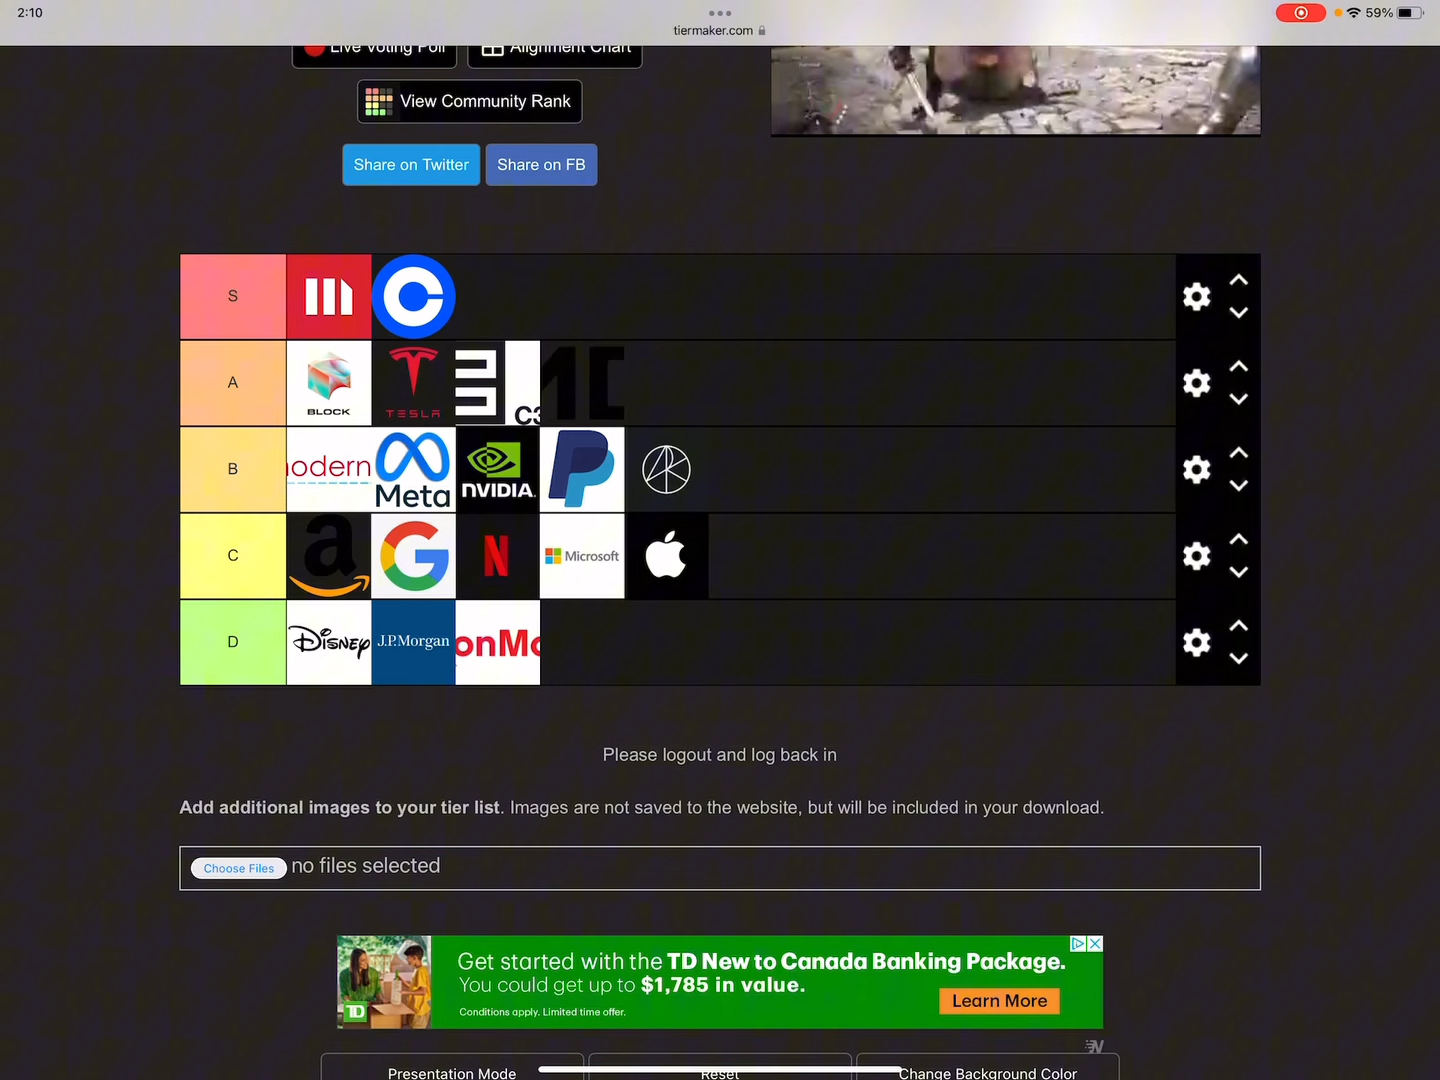 2:10
tiermaker.com
59%
Live Voting Poll
Alignment Chart
View Community Rank
Share on Twitter
Share on FB
S
A
BLOCK
TESLA
C3
B
odern
Meta
NVIDIA.
C
a
G
N
Microsoft
D
Disney
J.P.Morgan
onMo
Please logout and log back in
Add additional images to your tier list. Images are not saved to the website, but will be included in your download.
Choose Files no files selected
Get started with the TD New to Canada Banking Package.
You could get up to $1,785 in value.
Learn More
TD
Conditions apply. Limited time offer.
Presentation Mode
Reset
Change Background Color